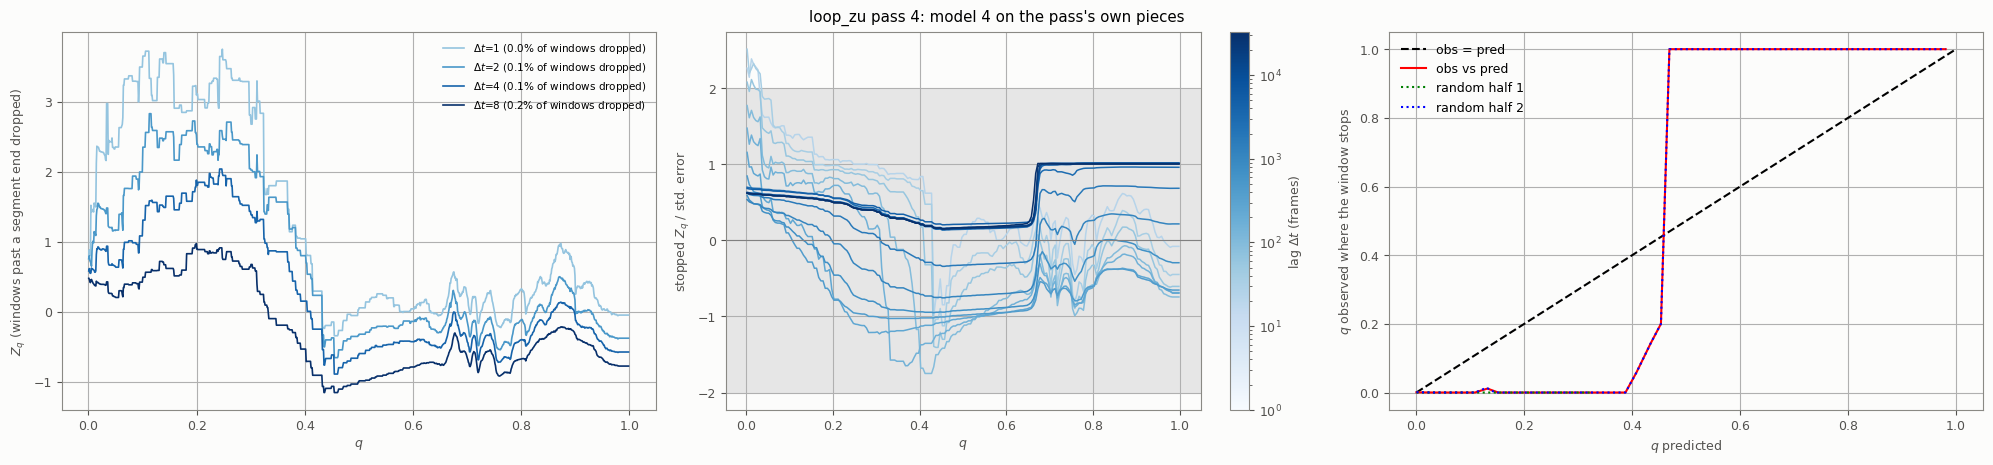 loop_zu pass 4: model 4 on the pass's own pieces
Z_q (windows past a segment end dropped)
3
2
1
0
−1
0.0 0.2 0.4 0.6 0.8 1.0
q
Δt=1 (0.0% of windows dropped)
Δt=2 (0.1% of windows dropped)
Δt=4 (0.1% of windows dropped)
Δt=8 (0.2% of windows dropped)
stopped Z_q / std. error
2
1
0
−1
−2
0.0 0.2 0.4 0.6 0.8 1.0
q
10^4
10^3
10^2
10^1
10^0
lag Δt (frames)
q observed where the window stops
1.0
0.8
0.6
0.4
0.2
0.0
0.0 0.2 0.4 0.6 0.8 1.0
q predicted
obs = pred
obs vs pred
random half 1
random half 2